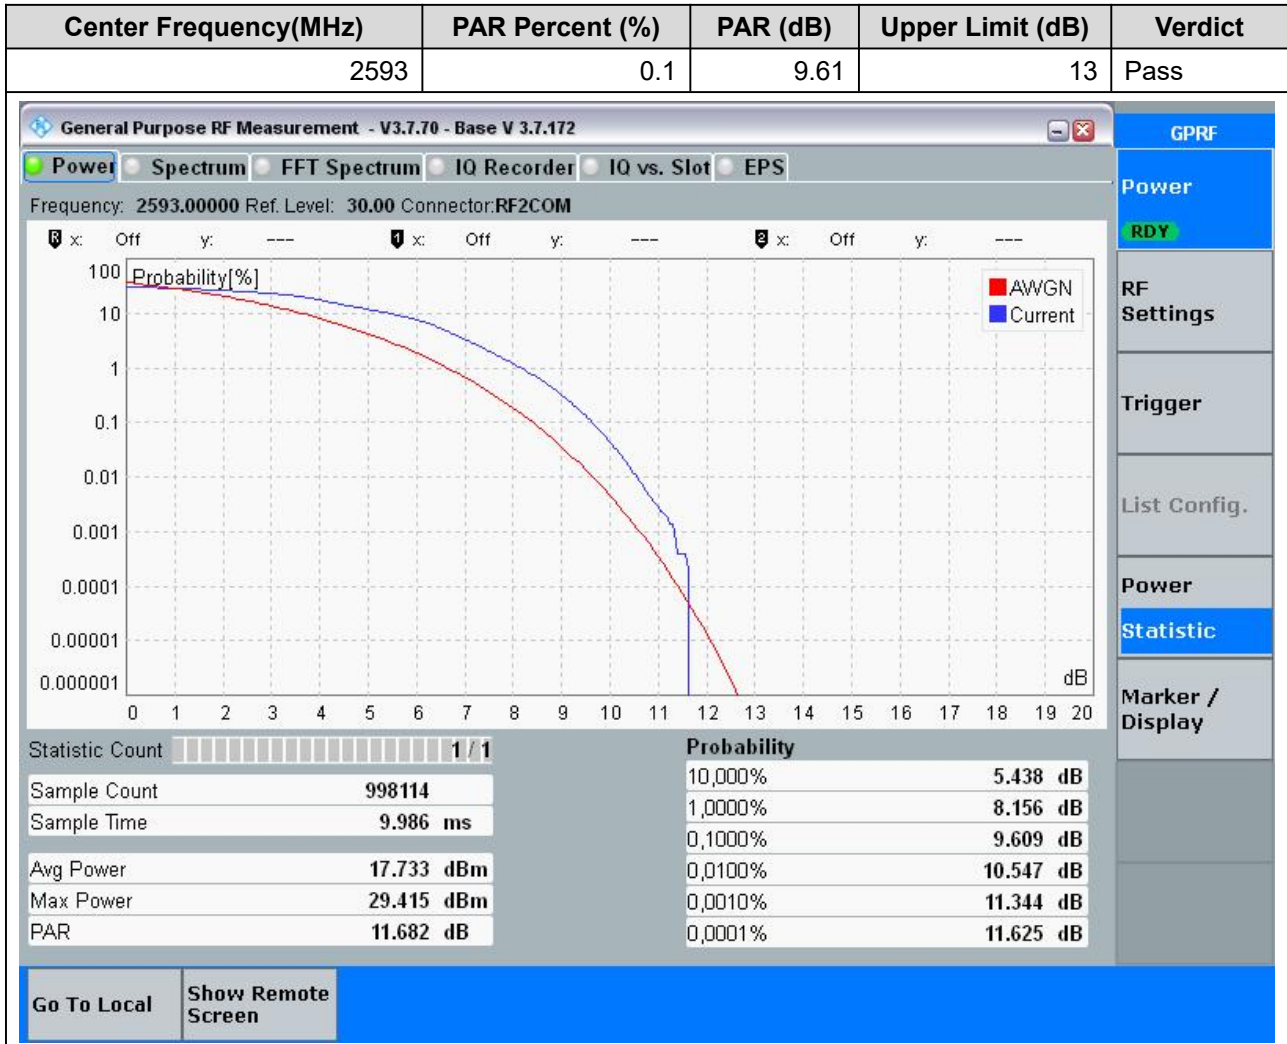 Center Frequency(MHz) PAR Percent (%) PAR (dB) Upper Limit (dB) Verdict
2593 0.1 9.61 13 Pass
General Purpose RF Measurement - V3.7.70 - Base V 3.7.172
GPRF
Power Spectrum FFT Spectrum IQ Recorder IQ vs. Slot EPS
Power
RDY
Frequency: 2593.00000 Ref. Level: 30.00 Connector:RF2COM
R x: Off y: --- 1 x: Off y: --- 2 x: Off y: ---
Probability[%]
100
10
1
0.1
0.01
0.001
0.0001
0.00001
0.000001
AWGN
Current
dB
0 1 2 3 4 5 6 7 8 9 10 11 12 13 14 15 16 17 18 19 20
RF
Settings
Trigger
List Config.
Power
Statistic
Marker /
Display
Statistic Count 1 / 1
Sample Count 998114
Sample Time 9.986 ms
Avg Power 17.733 dBm
Max Power 29.415 dBm
PAR 11.682 dB
Probability
10,000% 5.438 dB
1,0000% 8.156 dB
0,1000% 9.609 dB
0,0100% 10.547 dB
0,0010% 11.344 dB
0,0001% 11.625 dB
Go To Local
Show Remote
Screen